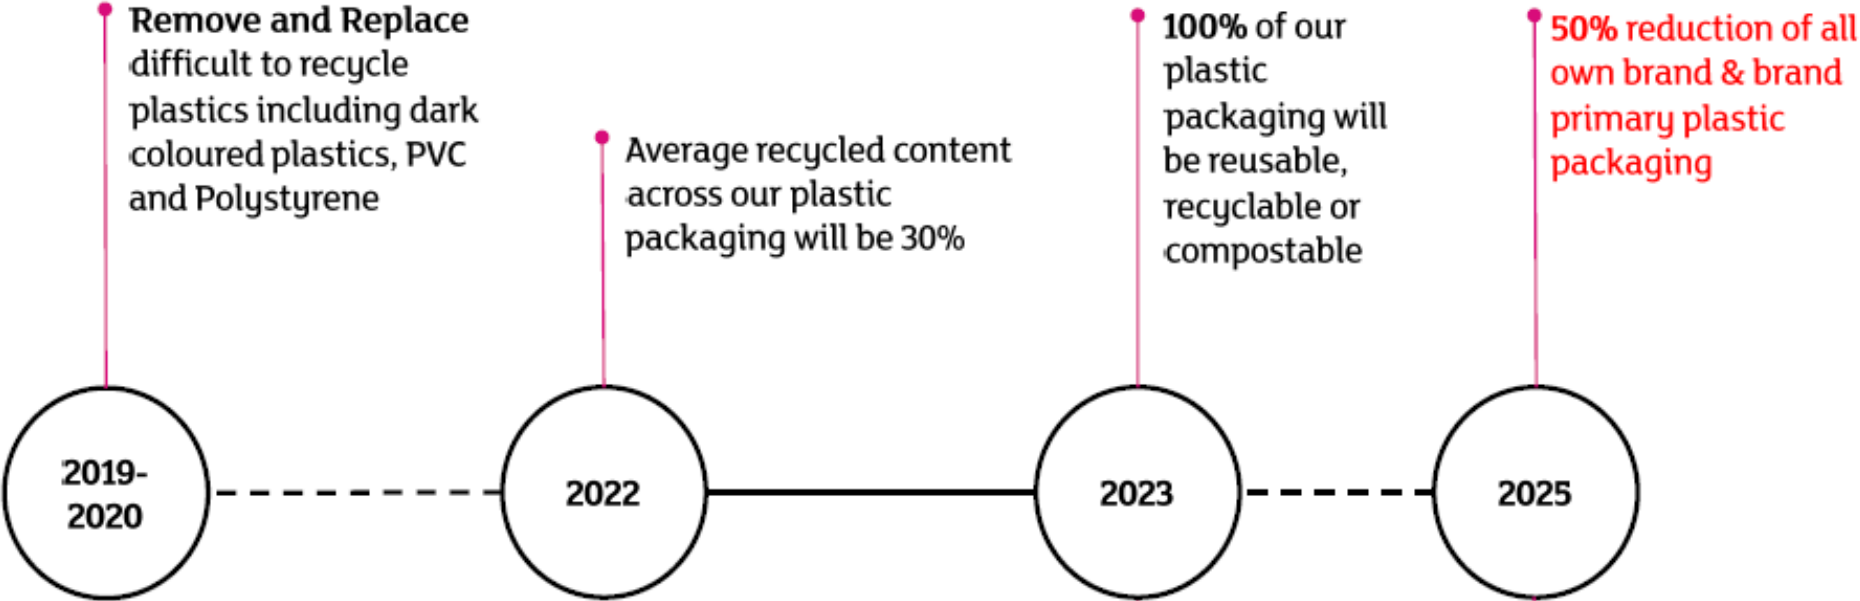 Remove and Replace
difficult to recycle
plastics including dark
coloured plastics, PVC
and Polystyrene
Average recycled content
across our plastic
packaging will be 30%
100% of our
plastic
packaging will
be reusable,
recyclable or
compostable
50% reduction of all
own brand & brand
primary plastic
packaging
2019-
2020
2022
2023
2025